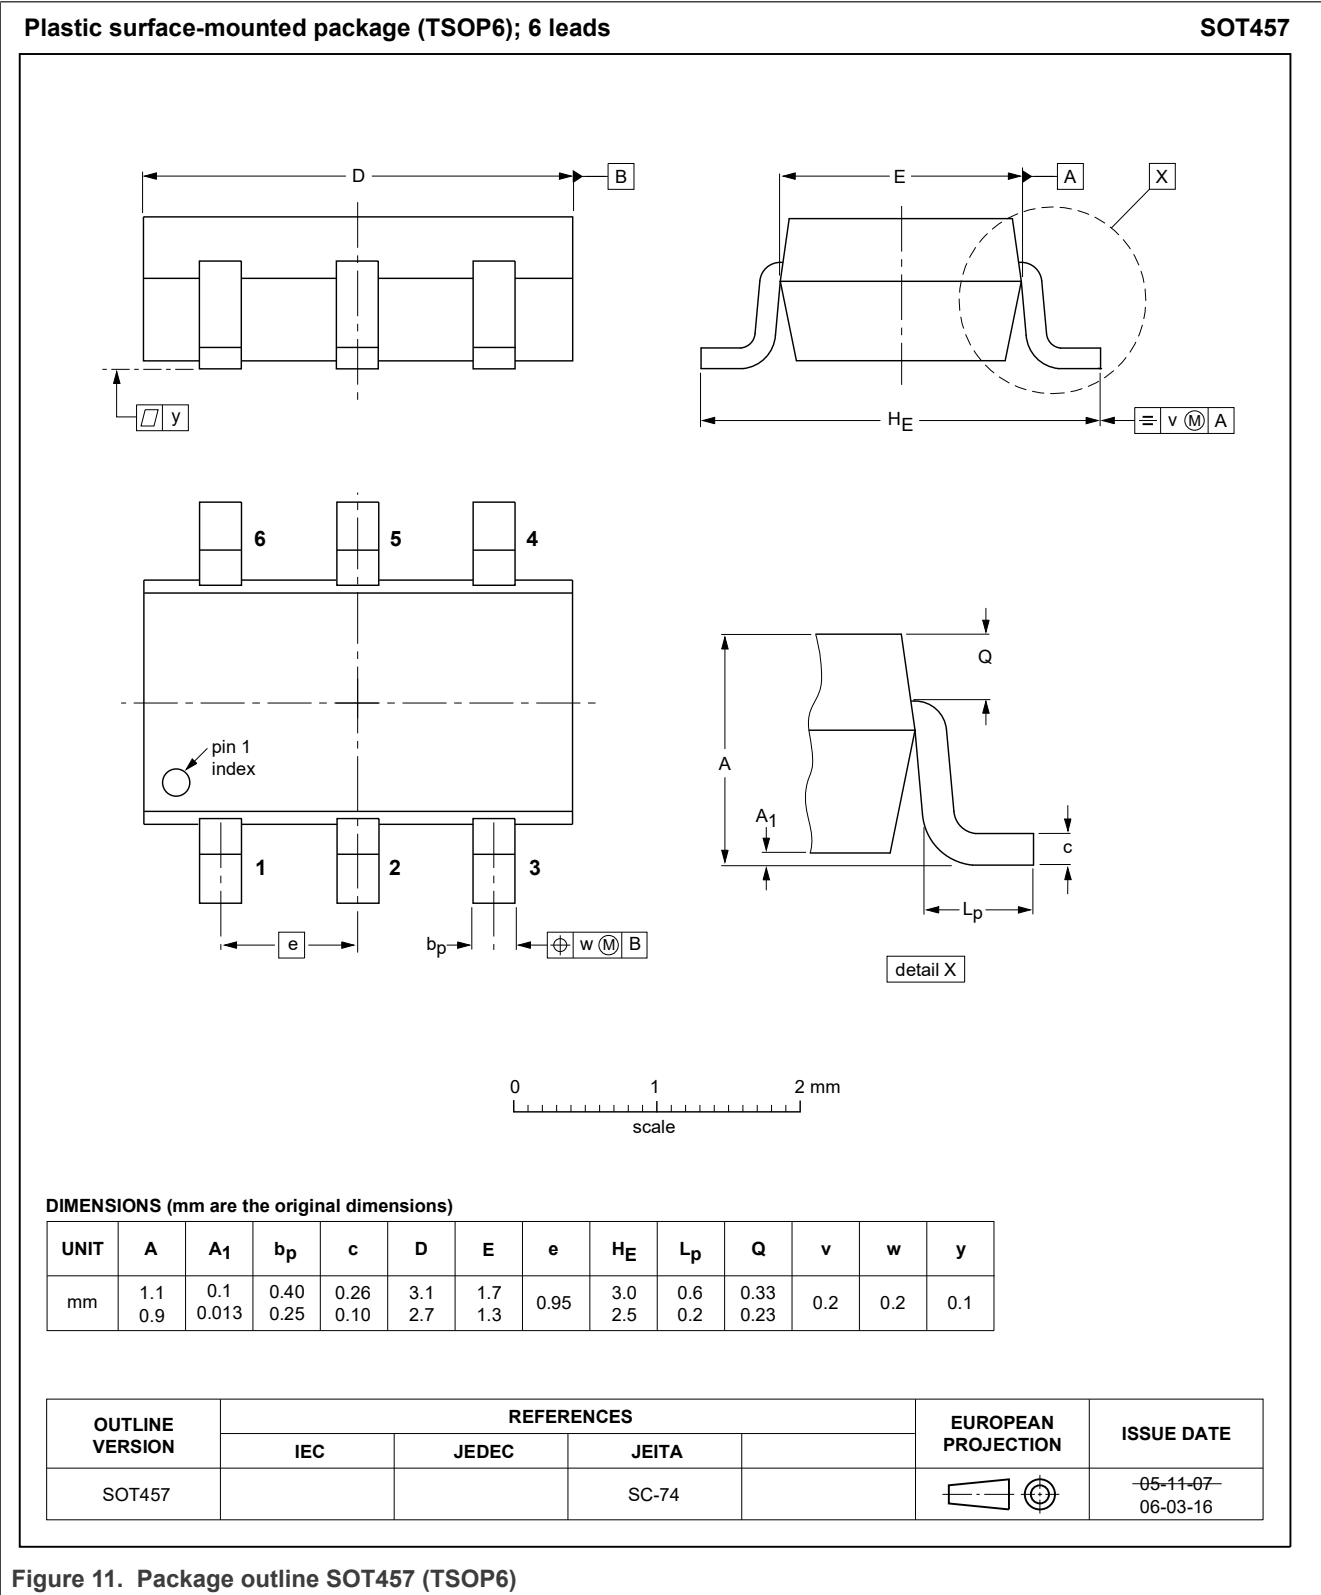 Plastic surface-mounted package (TSOP6); 6 leads SOT457
D B E A X
y
HE v M A
6 5 4
pin 1
index
1 2 3
e bp w M B
Q
A
A1
c
Lp
detail X
0 1 2 mm
scale
DIMENSIONS (mm are the original dimensions)
UNIT A A1 bp c D E e HE Lp Q v w y
mm 1.1 0.1 0.40 0.26 3.1 1.7 0.95 3.0 0.6 0.33 0.2 0.2 0.1
0.9 0.013 0.25 0.10 2.7 1.3 2.5 0.2 0.23
OUTLINE VERSION REFERENCES EUROPEAN PROJECTION ISSUE DATE
IEC JEDEC JEITA
SOT457 SC-74 05-11-07
06-03-16
Figure 11. Package outline SOT457 (TSOP6)